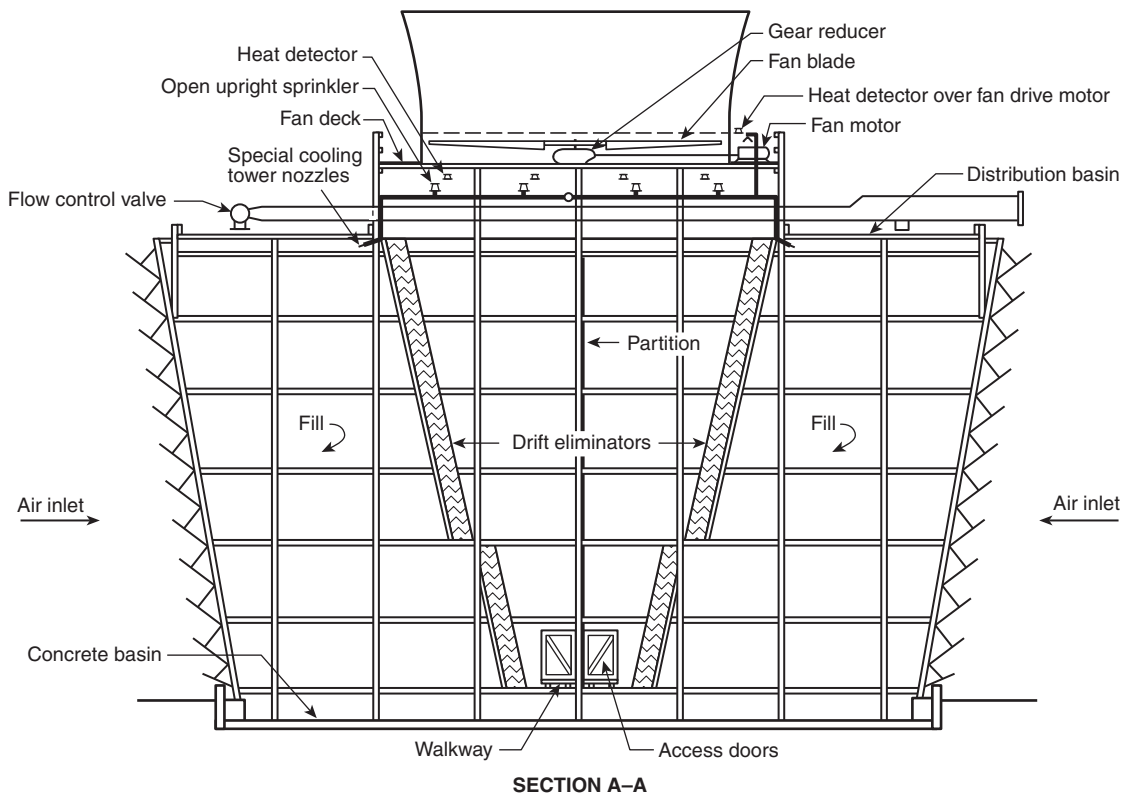 Gear reducer
Heat detector
Fan blade
Open upright sprinkler
Heat detector over fan drive motor
Fan deck
Fan motor
Special cooling
tower nozzles
Distribution basin
Flow control valve
Partition
Fill
Drift eliminators
Fill
Air inlet
Air inlet
Concrete basin
Walkway
Access doors
SECTION A–A